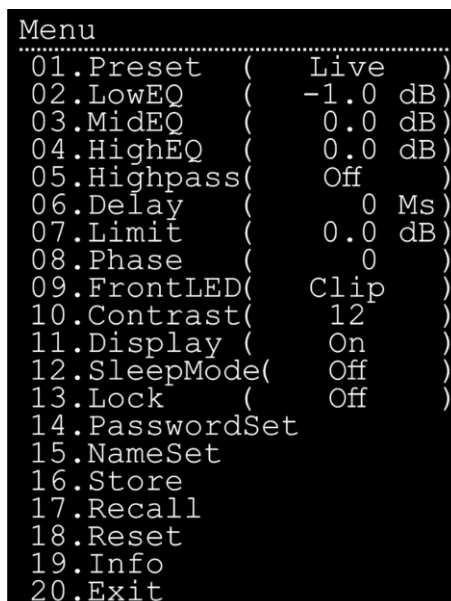 Menu
01.Preset ( Live )
02.LowEQ ( -1.0 dB)
03.MidEQ ( 0.0 dB)
04.HighEQ ( 0.0 dB)
05.Highpass( Off )
06.Delay ( 0 Ms)
07.Limit ( 0.0 dB)
08.Phase ( 0 )
09.FrontLED( Clip )
10.Contrast( 12 )
11.Display ( On )
12.SleepMode( Off )
13.Lock ( Off )
14.PasswordSet
15.NameSet
16.Store
17.Recall
18.Reset
19.Info
20.Exit